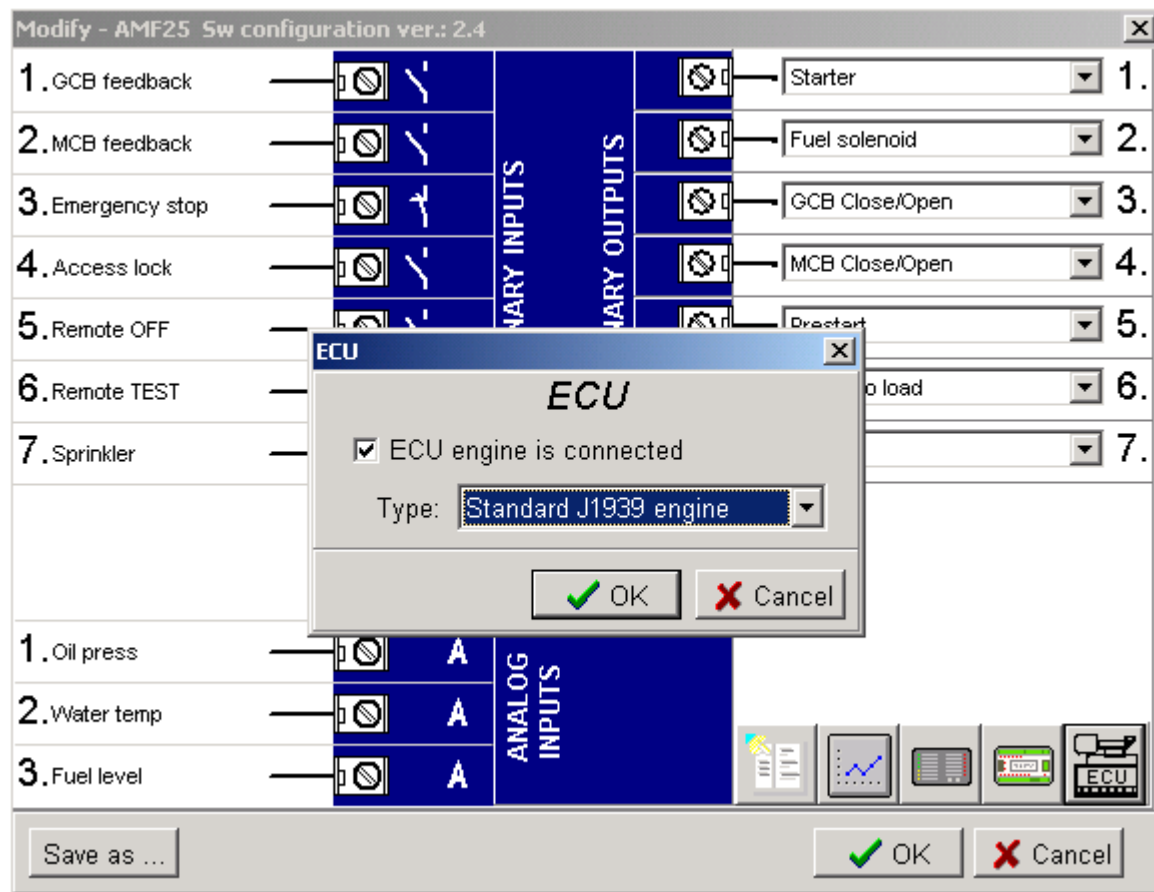 Modify - AMF25 Sw configuration ver.: 2.4
1. GCB feedback
2. MCB feedback
3. Emergency stop
4. Access lock
5. Remote OFF
6. Remote TEST
7. Sprinkler
NARY INPUTS
ARY OUTPUTS
Starter 1.
Fuel solenoid 2.
GCB Close/Open 3.
MCB Close/Open 4.
Prestart 5.
o load 6.
7.
ECU
ECU
ECU engine is connected
Type: Standard J1939 engine
OK Cancel
1. Oil press A
2. Water temp A
3. Fuel level A
ANALOG
INPUTS
ECU
Save as ... OK Cancel